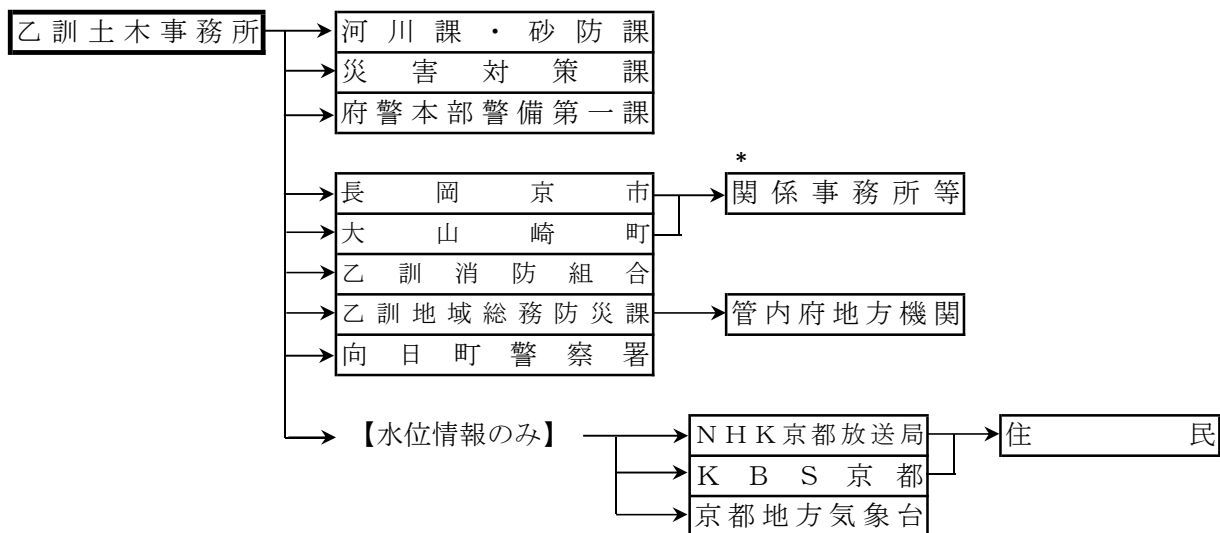 乙訓土木事務所
河川課・砂防課
災害対策課
府警本部警備第一課
長岡京市
大山崎町
乙訓消防組合
乙訓地域総務防災課
向日町警察署
*
関係事務所等
管内府地方機関
【水位情報のみ】
NHK京都放送局
KBS京都
京都地方気象台
住民